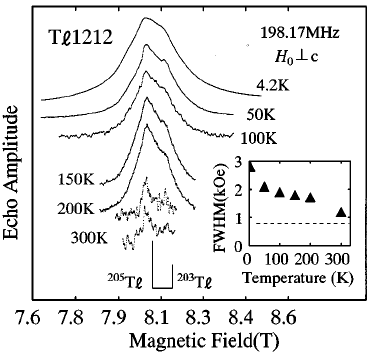 Tℓ1212
198.17MHz
H₀⊥c
4.2K
50K
100K
150K
200K
300K
²⁰⁵Tℓ
²⁰³Tℓ
Echo Amplitude
7.6 7.8 7.9 8.1 8.2 8.4 8.6
Magnetic Field(T)
FWHM(kOe)
3
2
1
0
0 100 200 300
Temperature (K)